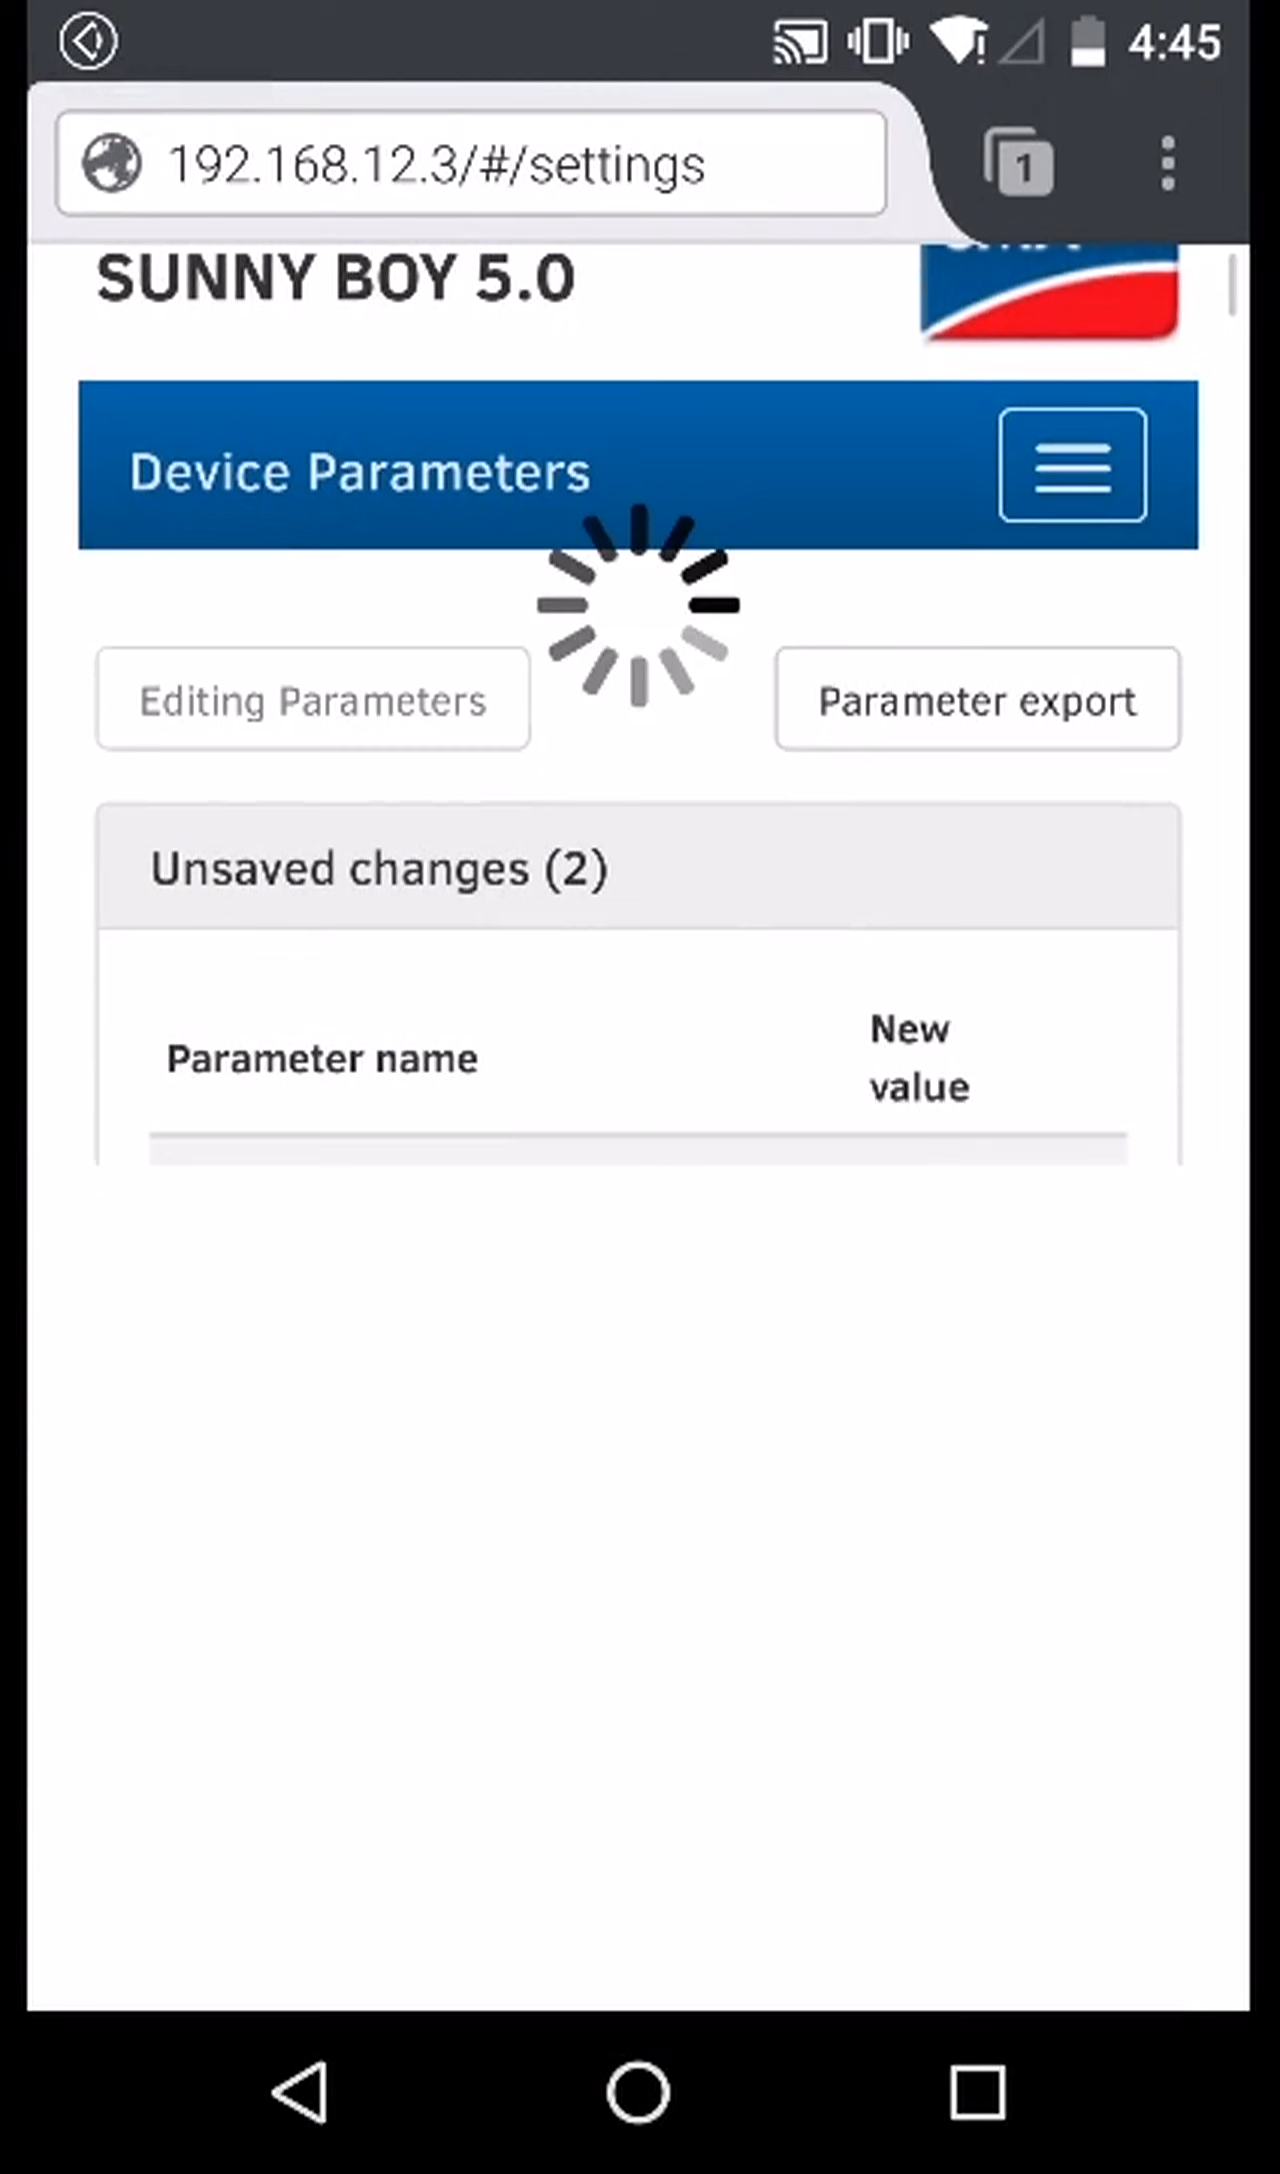 4:45
192.168.12.3/#/settings
1
SUNNY BOY 5.0
Device Parameters
Editing Parameters
Parameter export
Unsaved changes (2)
Parameter name
New
value